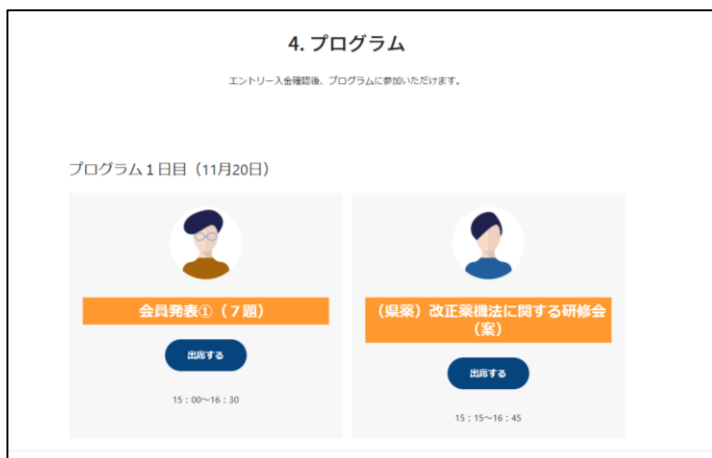 4. プログラム
エントリー入金確認後、プログラムに参加いただけます。
プログラム１日目（11月20日）
会員発表①（７題）
出席する
15：00～16：30
（県薬）改正薬機法に関する研修会
（案）
出席する
15：15～16：45